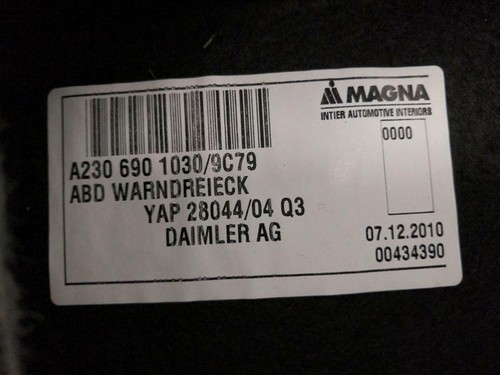 MAGNA
INTIER AUTOMOTIVE INTERIORS
0000
A230 690 1030/9C79
ABD WARNDREIECK
YAP 28044/04 Q3
DAIMLER AG
07.12.2010
00434390